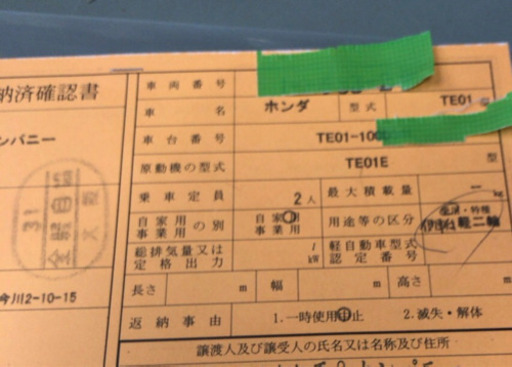 納済確認書
ンパニー
今川2-10-15
車両番号
車名 ホンダ 型式 TE01 型
車台番号 TE01-100
原動機の型式 TE01E 型
乗車定員 2人 最大積載量 kg
自家用 事業用 の別 自家用 事業用 用途等の区分 軽二輪
総排気量又は定格出力 l kW 軽自動車型式認定番号
長さ m 幅 m 高さ m
返納事由 1.一時使用中止 2.滅失・解体
譲渡人及び譲受人の氏名又は名称及び住所